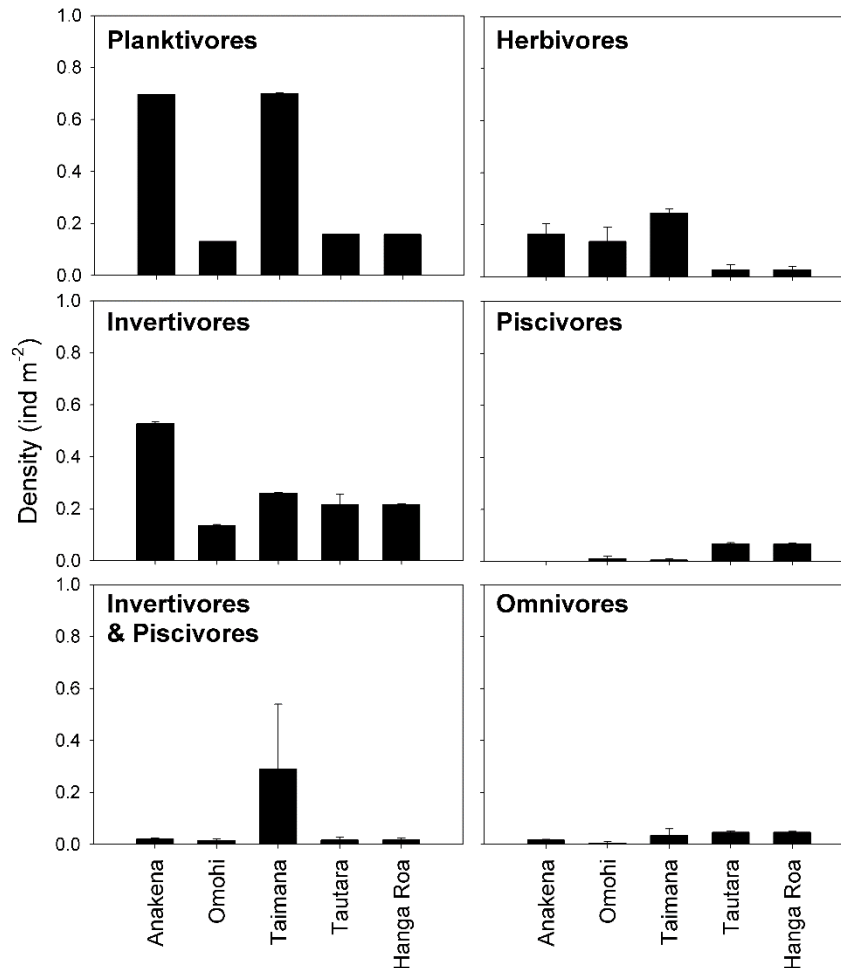 Density (ind m⁻²)
1.0
0.8
0.6
0.4
0.2
0.0
Planktivores
Herbivores
1.0
0.8
0.6
0.4
0.2
0.0
Invertivores
Piscivores
1.0
0.8
0.6
0.4
0.2
0.0
Invertivores
& Piscivores
Omnivores
Anakena
Omohi
Taimana
Tautara
Hanga Roa
Anakena
Omohi
Taimana
Tautara
Hanga Roa